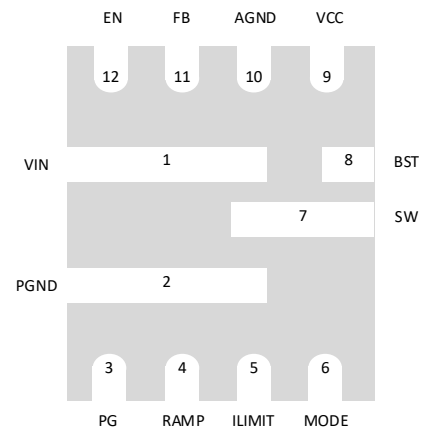 EN FB AGND VCC
12 11 10 9
VIN 1 8 BST
7 SW
PGND 2
3 4 5 6
PG RAMP ILIMIT MODE